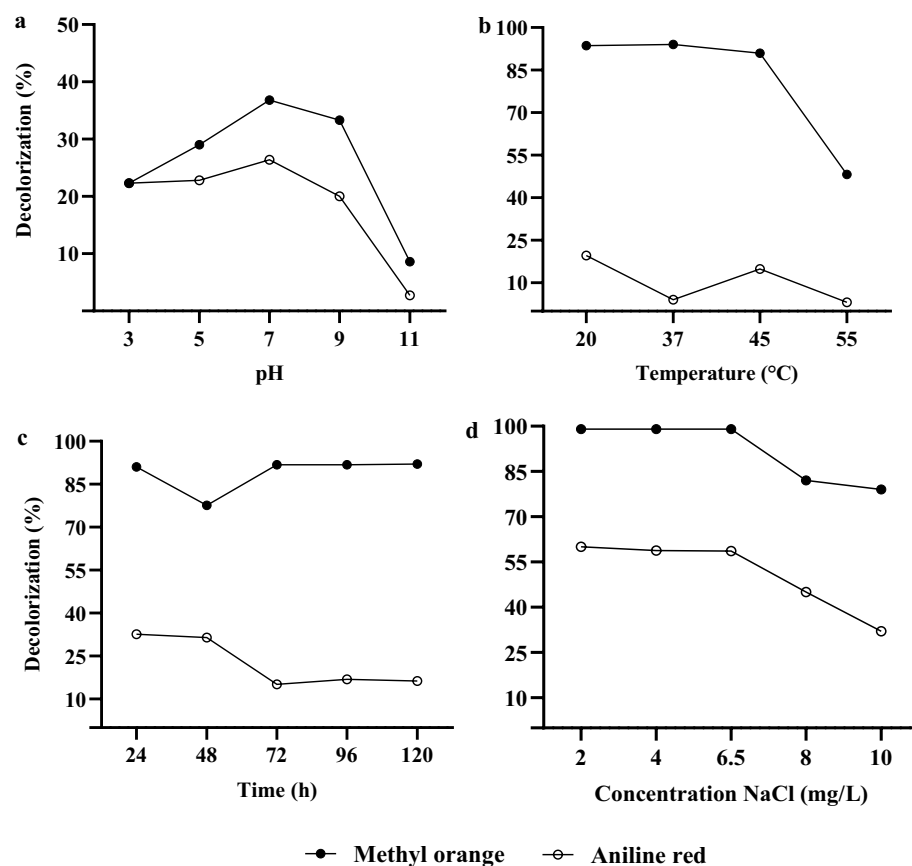 a
50
40
30
20
10
Decolorization (%)
3 5 7 9 11
pH
b
100
85
70
55
40
25
10
20 37 45 55
Temperature (°C)
c
100
85
70
55
40
25
10
Decolorization (%)
24 48 72 96 120
Time (h)
d
100
85
70
55
40
25
10
2 4 6.5 8 10
Concentration NaCl (mg/L)
Methyl orange Aniline red